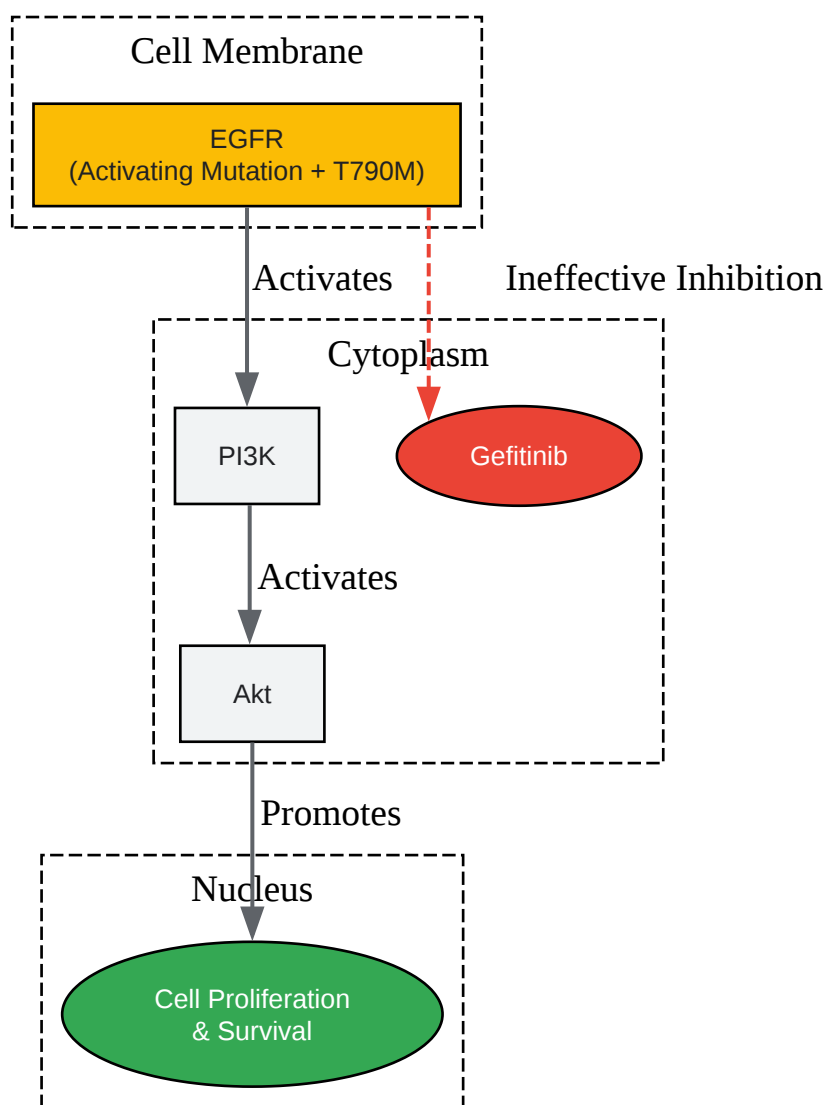 Cell Membrane
EGFR
(Activating Mutation + T790M)
Activates
Ineffective Inhibition
Cytoplasm
PI3K
Gefitinib
Activates
Akt
Promotes
Nucleus
Cell Proliferation
& Survival